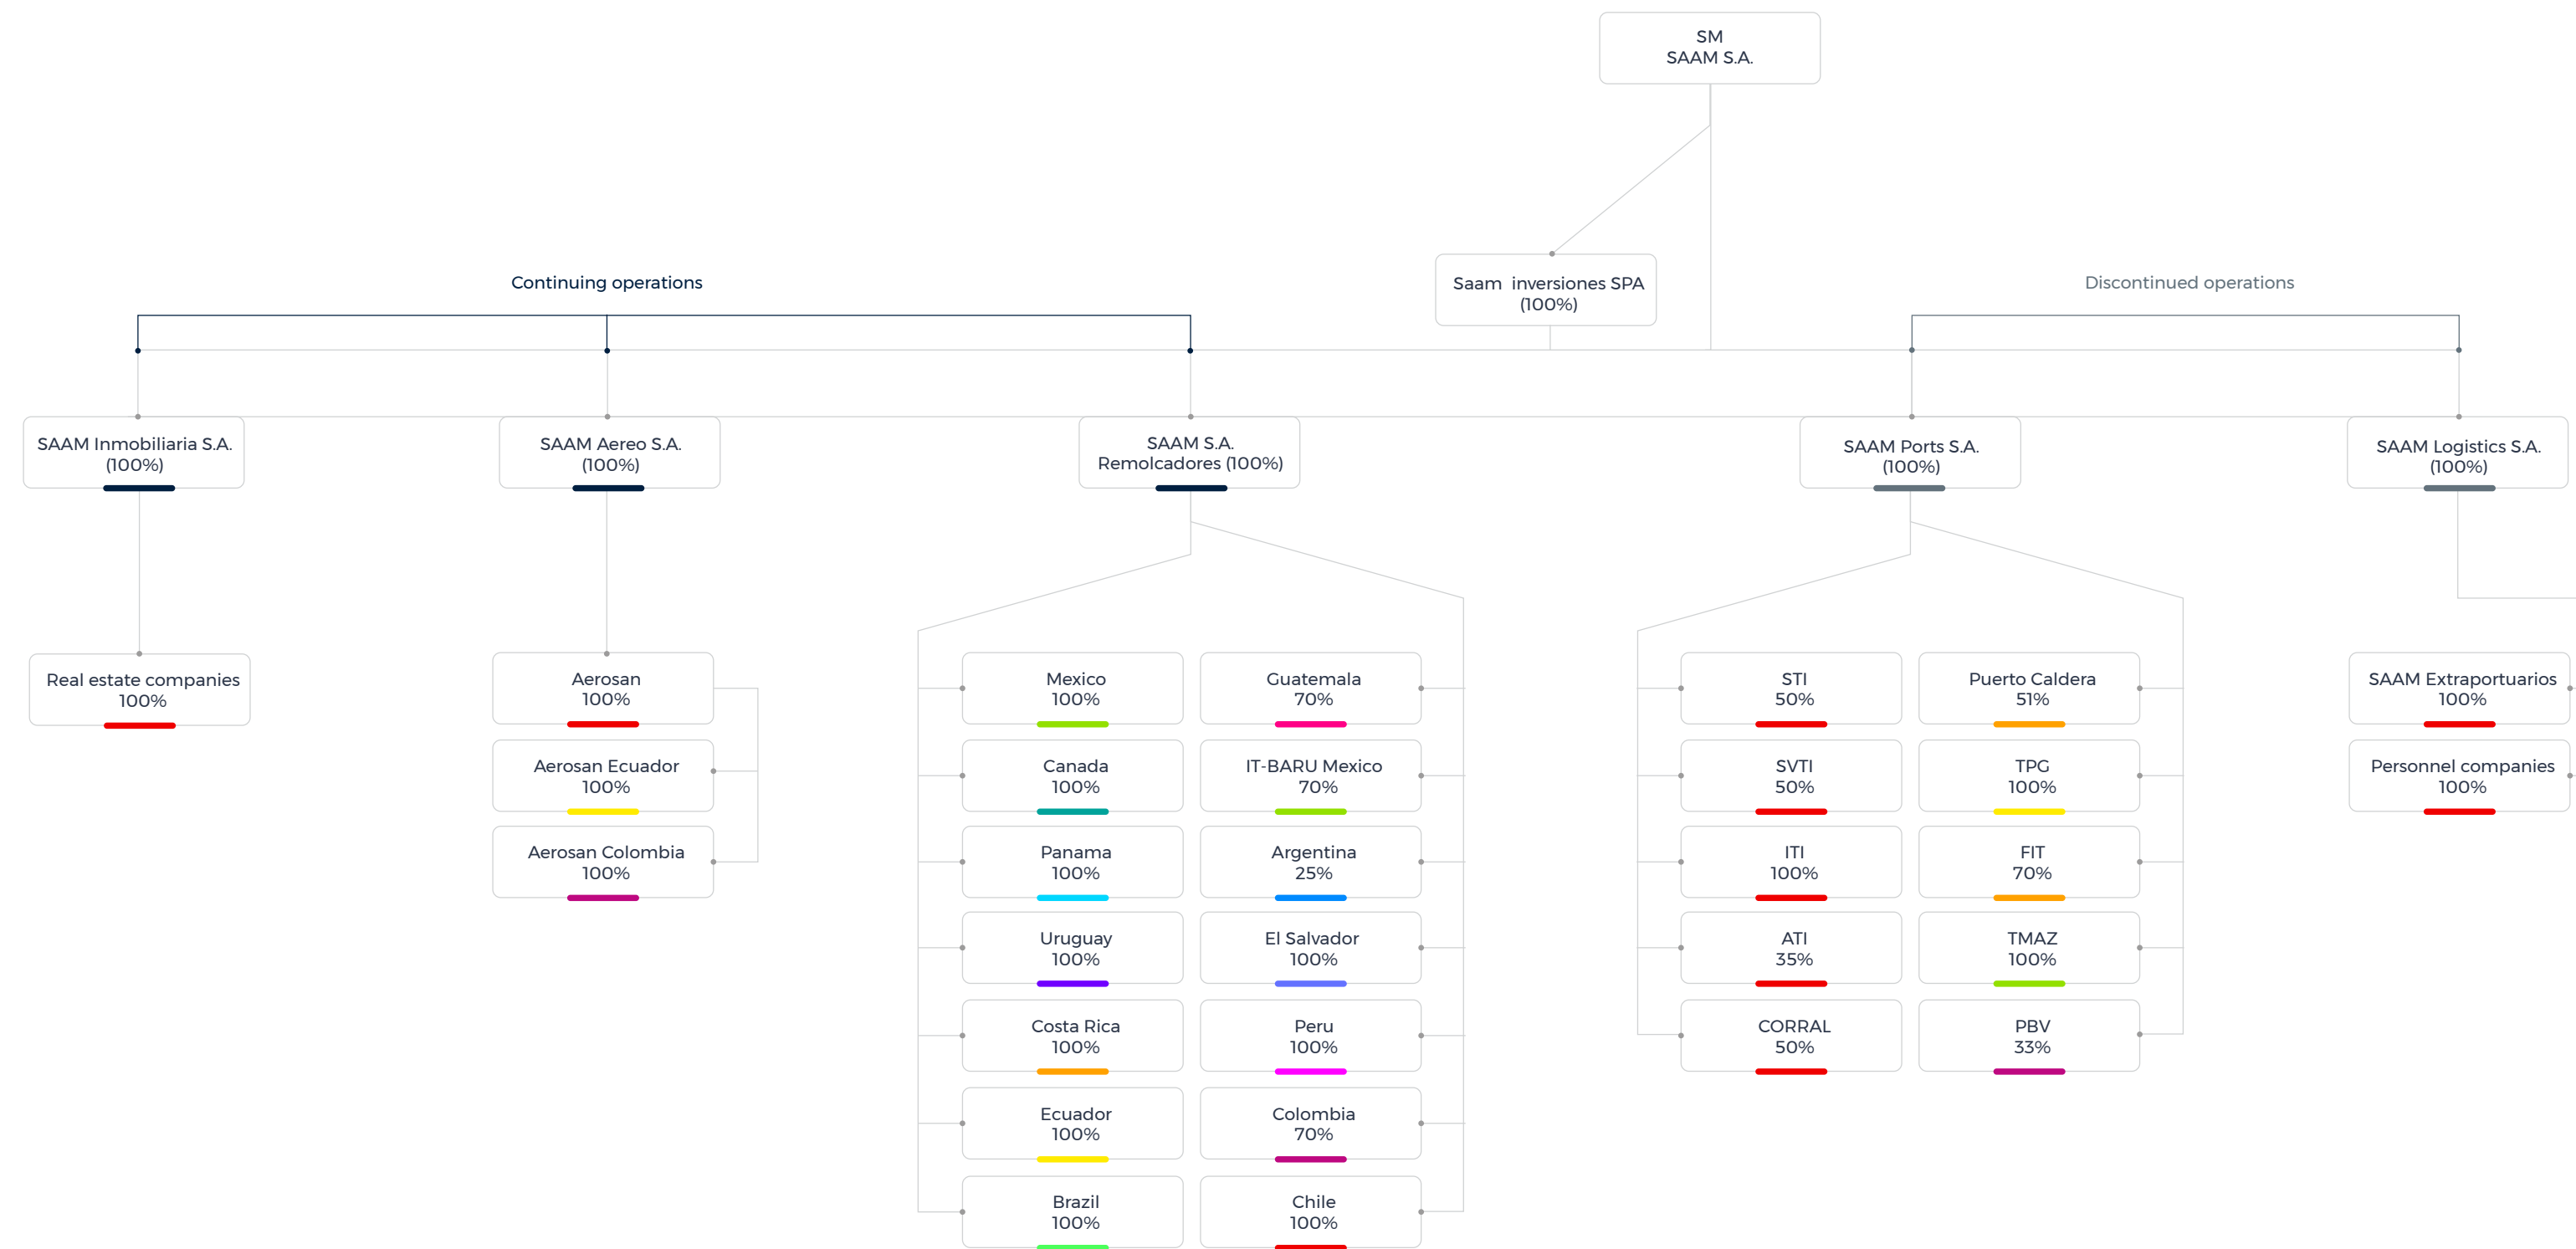 SM
SAAM S.A.
Saam inversiones SPA
(100%)
Continuing operations
Discontinued operations
SAAM Inmobiliaria S.A.
(100%)
SAAM Aereo S.A.
(100%)
SAAM S.A.
Remolcadores (100%)
SAAM Ports S.A.
(100%)
SAAM Logistics S.A.
(100%)
Real estate companies
100%
Aerosan
100%
Aerosan Ecuador
100%
Aerosan Colombia
100%
Mexico
100%
Canada
100%
Panama
100%
Uruguay
100%
Costa Rica
100%
Ecuador
100%
Brazil
100%
Guatemala
70%
IT-BARU Mexico
70%
Argentina
25%
El Salvador
100%
Peru
100%
Colombia
70%
Chile
100%
STI
50%
SVTI
50%
ITI
100%
ATI
35%
CORRAL
50%
Puerto Caldera
51%
TPG
100%
FIT
70%
TMAZ
100%
PBV
33%
SAAM Extraportuarios
100%
Personnel companies
100%